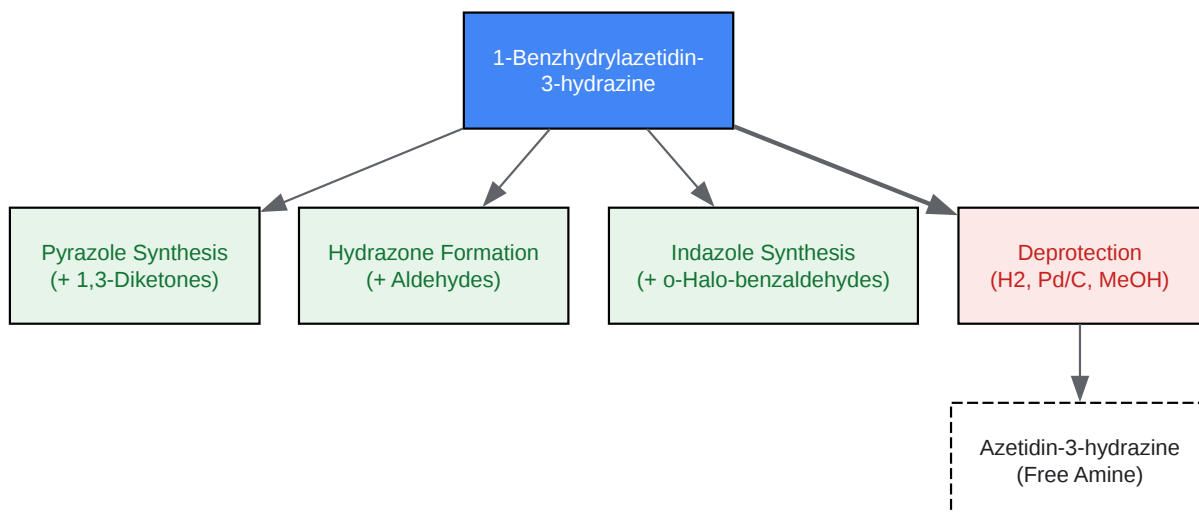 1-Benzhydrylazetidin-
3-hydrazine
Pyrazole Synthesis
(+ 1,3-Diketones)
Hydrazone Formation
(+ Aldehydes)
Indazole Synthesis
(+ o-Halo-benzaldehydes)
Deprotection
(H2, Pd/C, MeOH)
Azetidin-3-hydrazine
(Free Amine)